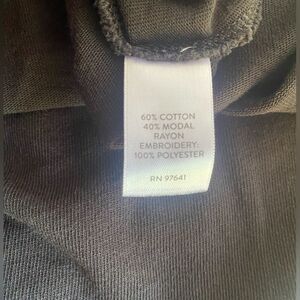 60% COTTON
40% MODAL
RAYON
EMBROIDERY:
100% POLYESTER
RN 97641